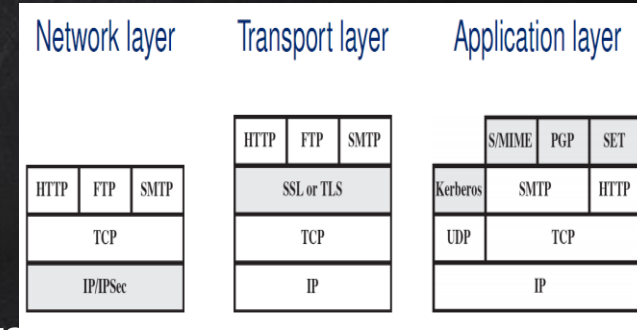 Network layer
Transport layer
Application layer
HTTP FTP SMTP
TCP
IP/IPSec
HTTP FTP SMTP
SSL or TLS
TCP
IP
S/MIME PGP SET
Kerberos SMTP HTTP
UDP TCP
IP